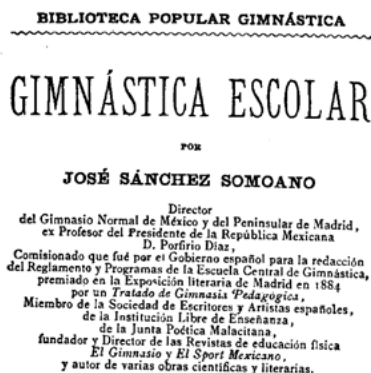 BIBLIOTECA POPULAR GIMNÁSTICA
GIMNÁSTICA ESCOLAR
POR
JOSÉ SÁNCHEZ SOMOANO
Director
del Gimnasio Normal de México y del Peninsular de Madrid,
ex Profesor del Presidente de la República Mexicana
D. Porfirio Diaz,
Comisionado que fué por el Gobierno español para la redacción
del Reglamento y Programas de la Escuela Central de Gimnástica,
premiado en la Exposición literaria de Madrid en 1884
por un Tratado de Gimnasia Pedagógica,
Miembro de la Sociedad de Escritores y Artistas españoles,
de la Institución Libre de Enseñanza,
de la Junta Poética Malacitana,
fundador y Director de las Revistas de educación física
El Gimnasio y El Sport Mexicano,
y autor de varias obras científicas y literarias.